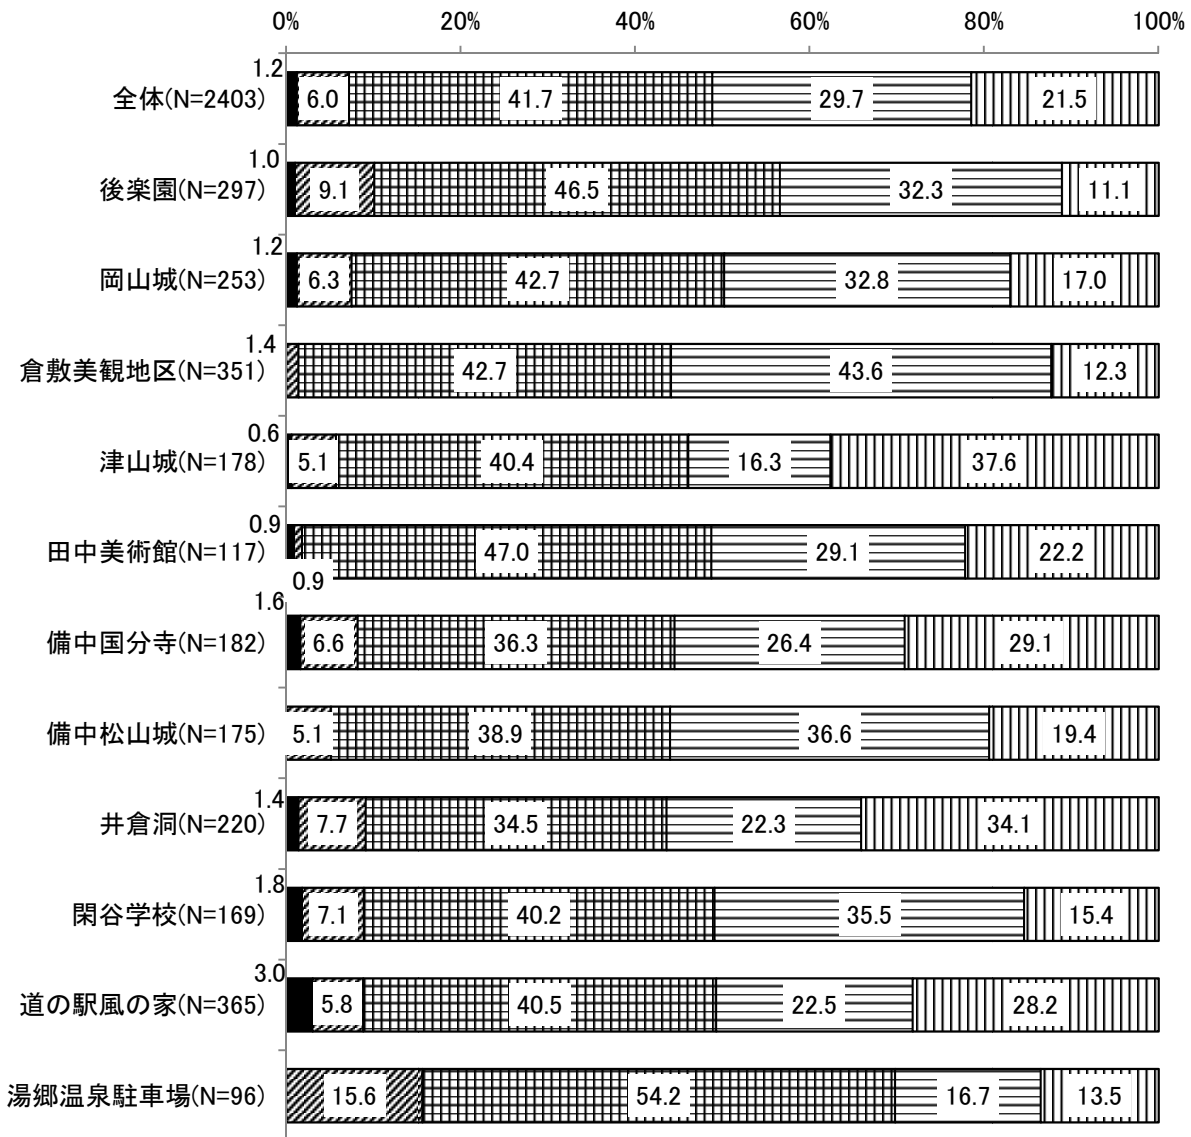 0% 20% 40% 60% 80% 100%
1.2
全体(N=2403) 6.0 41.7 29.7 21.5
1.0
後楽園(N=297) 9.1 46.5 32.3 11.1
1.2
岡山城(N=253) 6.3 42.7 32.8 17.0
1.4
倉敷美観地区(N=351) 42.7 43.6 12.3
0.6
津山城(N=178) 5.1 40.4 16.3 37.6
0.9
田中美術館(N=117) 47.0 29.1 22.2
0.9
1.6
備中国分寺(N=182) 6.6 36.3 26.4 29.1
備中松山城(N=175) 5.1 38.9 36.6 19.4
1.4
井倉洞(N=220) 7.7 34.5 22.3 34.1
1.8
閑谷学校(N=169) 7.1 40.2 35.5 15.4
3.0
道の駅風の家(N=365) 5.8 40.5 22.5 28.2
湯郷温泉駐車場(N=96) 15.6 54.2 16.7 13.5